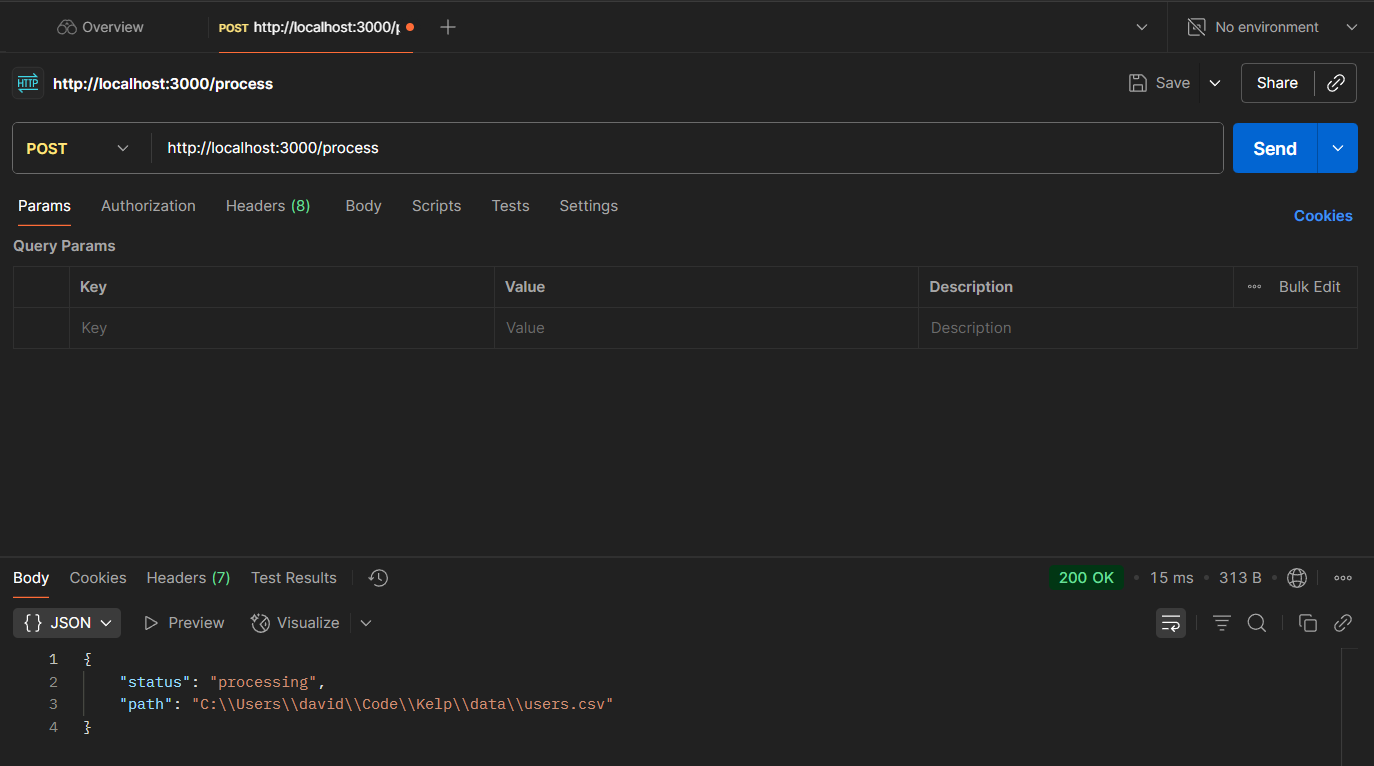 Overview POST http://localhost:3000/p No environment
HTTP http://localhost:3000/process Save Share
POST http://localhost:3000/process Send
Params Authorization Headers (8) Body Scripts Tests Settings Cookies
Query Params
Key Value Description Bulk Edit
Key Value Description
Body Cookies Headers (7) Test Results 200 OK • 15 ms • 313 B •
{} JSON Preview Visualize
1 {
2 "status": "processing",
3 "path": "C:\\Users\\david\\Code\\Kelp\\data\\users.csv"
4 }